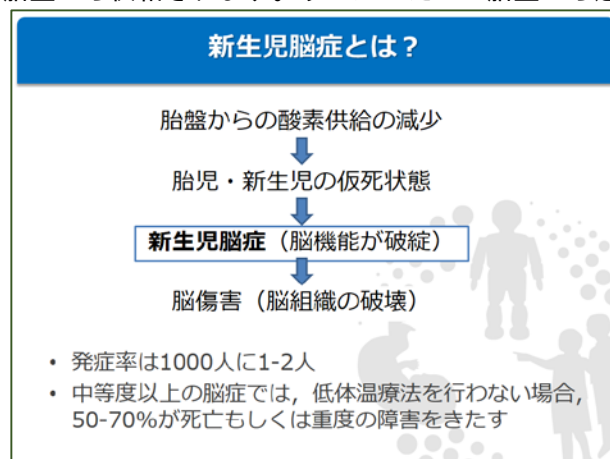 新生児脳症とは？
胎盤からの酸素供給の減少
胎児・新生児の仮死状態
新生児脳症（脳機能が破綻）
脳傷害（脳組織の破壊）
• 発症率は1000人に1-2人
• 中等度以上の脳症では，低体温療法を行わない場合，
50-70%が死亡もしくは重度の障害をきたす